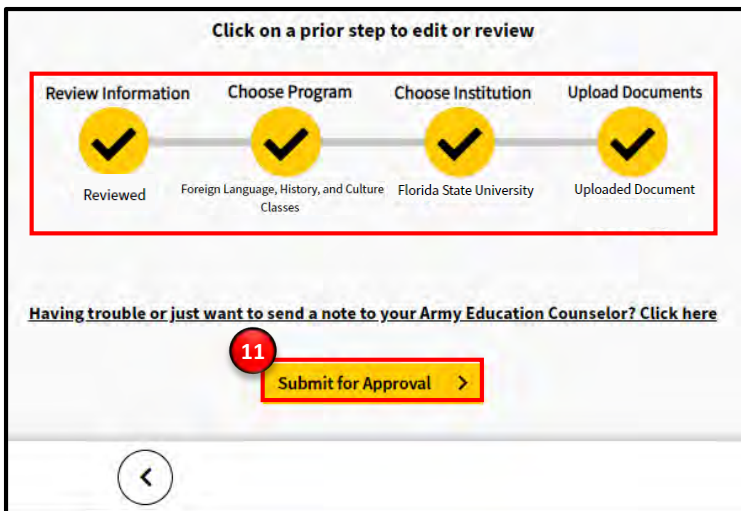 Click on a prior step to edit or review
Review Information
Choose Program
Choose Institution
Upload Documents
Reviewed
Foreign Language, History, and Culture
Classes
Florida State University
Uploaded Document
Having trouble or just want to send a note to your Army Education Counselor? Click here
11
Submit for Approval >